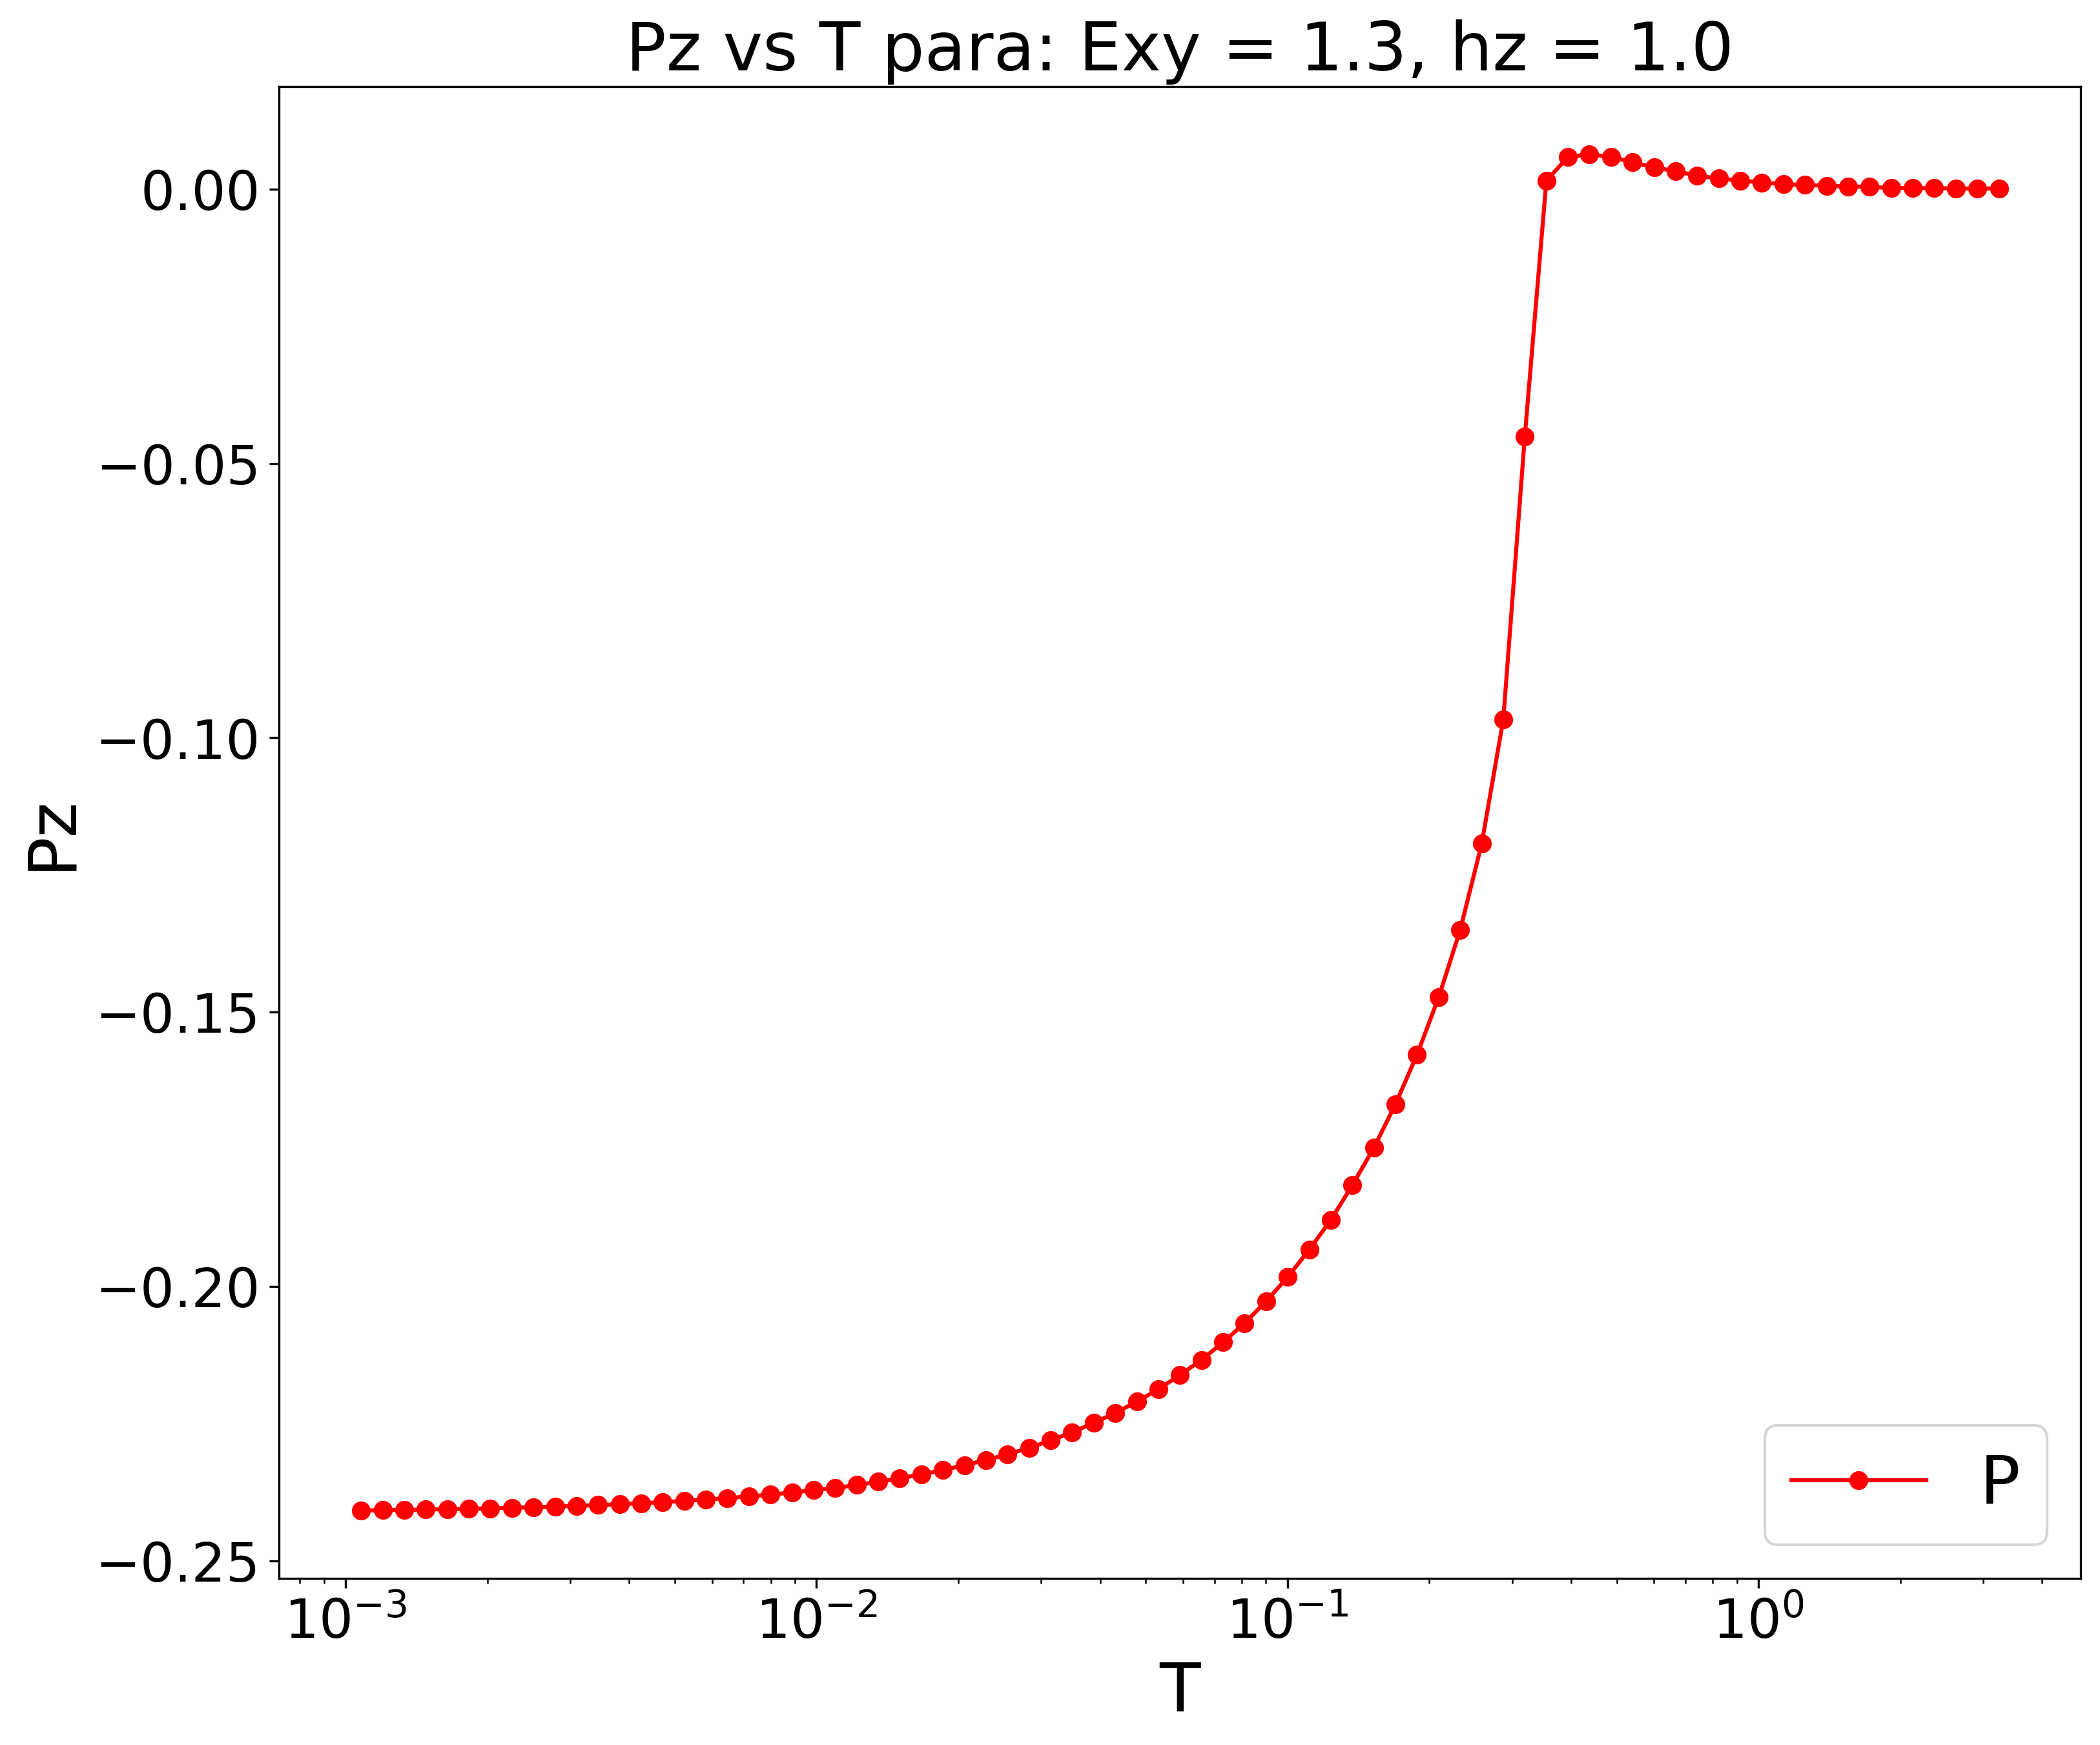 Pz vs T para: Exy = 1.3, hz = 1.0
0.00
−0.05
−0.10
−0.15
−0.20
−0.25
Pz
P
10⁻³ 10⁻² 10⁻¹ 10⁰
T